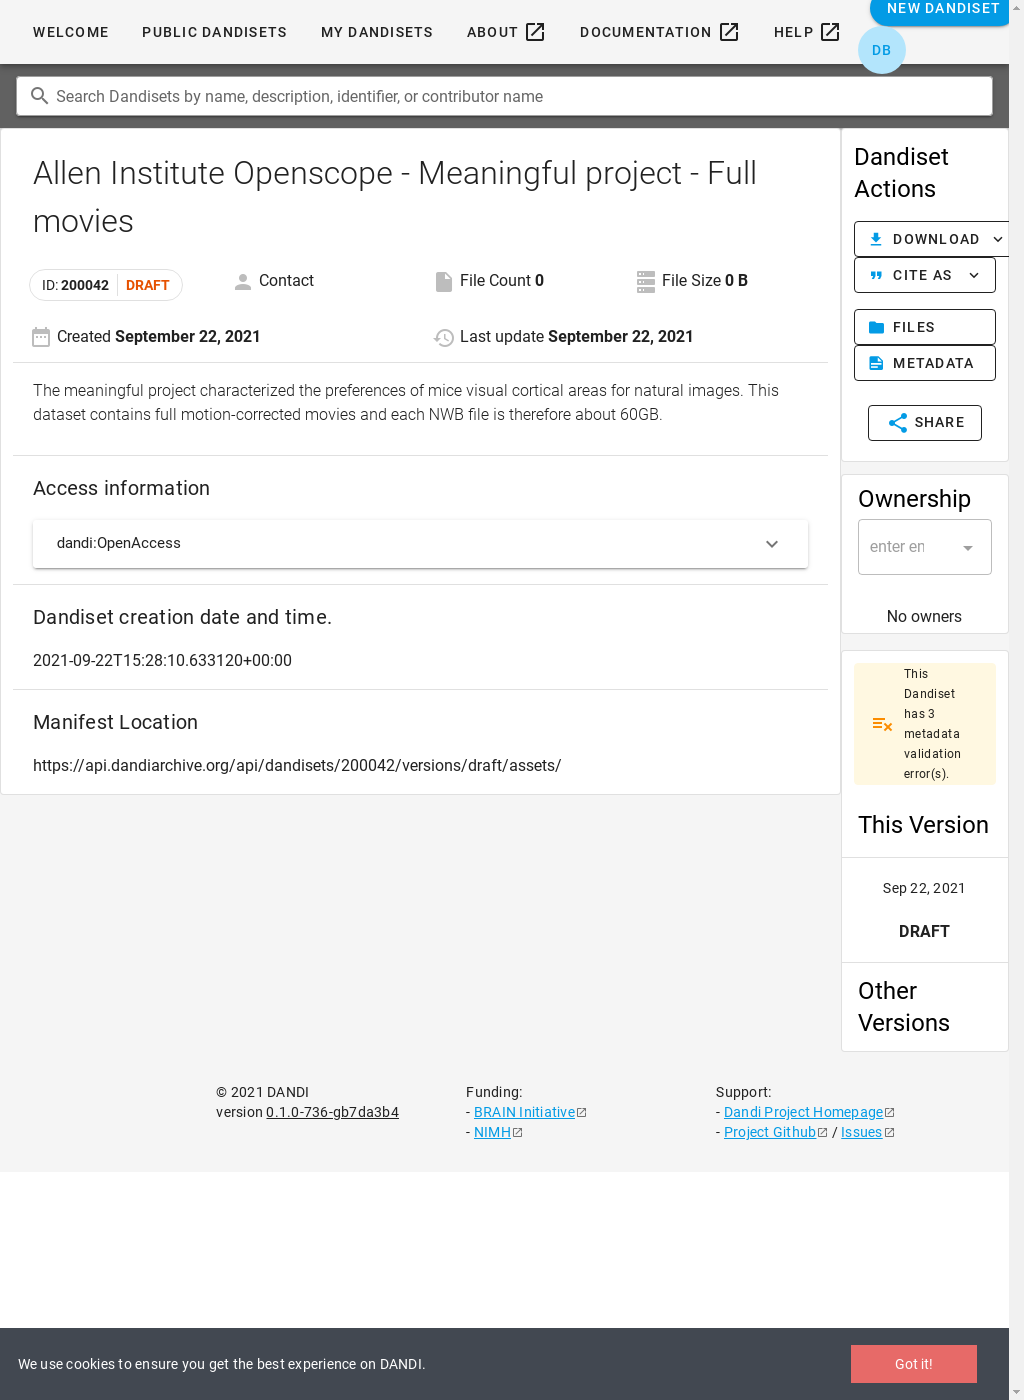 WELCOME PUBLIC DANDISETS MY DANDISETS ABOUT DOCUMENTATION HELP NEW DANDISET
DB
Search Dandisets by name, description, identifier, or contributor name
Allen Institute Openscope - Meaningful project - Full
movies
ID: 200042 DRAFT Contact File Count 0 File Size 0 B
Created September 22, 2021 Last update September 22, 2021
The meaningful project characterized the preferences of mice visual cortical areas for natural images. This
dataset contains full motion-corrected movies and each NWB file is therefore about 60GB.
Access information
dandi:OpenAccess
Dandiset creation date and time.
2021-09-22T15:28:10.633120+00:00
Manifest Location
https://api.dandiarchive.org/api/dandisets/200042/versions/draft/assets/
Dandiset
Actions
DOWNLOAD
CITE AS
FILES
METADATA
SHARE
Ownership
enter en
No owners
This
Dandiset
has 3
metadata
validation
error(s).
This Version
Sep 22, 2021
DRAFT
Other
Versions
© 2021 DANDI
version 0.1.0-736-gb7da3b4
Funding:
- BRAIN Initiative
- NIMH
Support:
- Dandi Project Homepage
- Project Github / Issues
We use cookies to ensure you get the best experience on DANDI.
Got it!